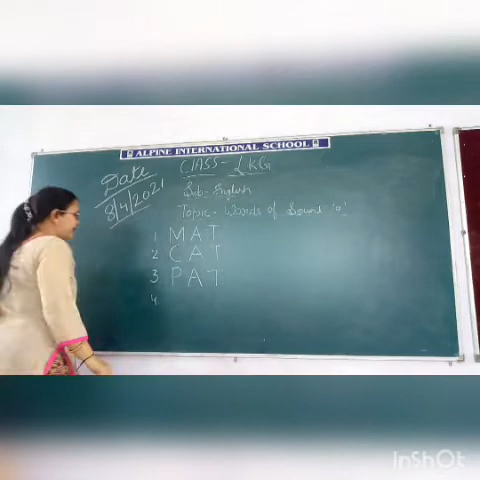 ALPINE INTERNATIONAL SCHOOL
CLASS - LKG
Date
8/4/2021
Sub:- English
Topic - Words of Sound 'a'
1 MAT
2 CAT
3 PAT
4
InShOt